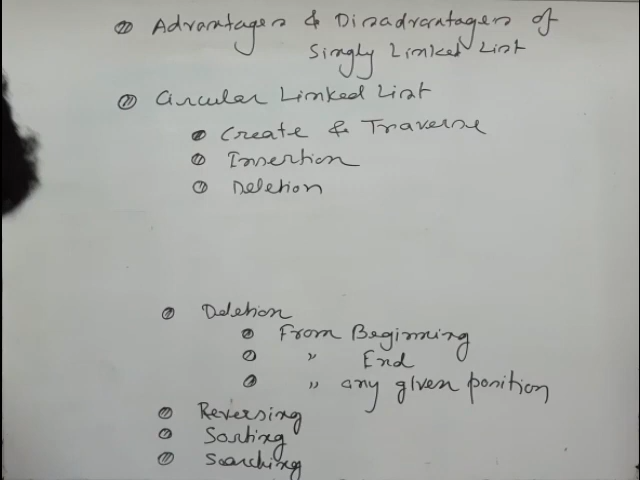 Advantages & Disadvantages of
Singly Linked List
Circular Linked List
Create & Traverse
Insertion
Deletion
Deletion
From Beginning
" End
" any given position
Reversing
Sorting
Searching